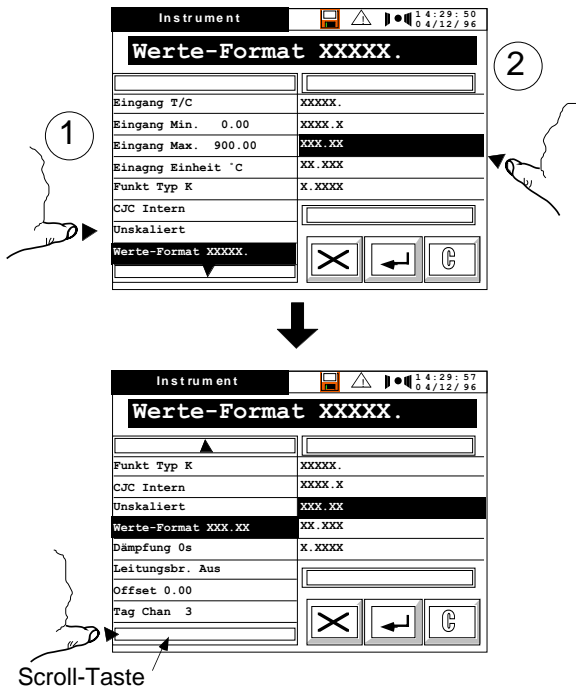 Instrument
14:29:50
04/12/96
Werte-Format XXXXX.
2
1
Eingang T/C
Eingang Min. 0.00
Eingang Max. 900.00
Einagng Einheit °C
Funkt Typ K
CJC Intern
Unskaliert
Werte-Format XXXXX.
XXXXX.
XXXX.X
XXX.XX
XX.XXX
X.XXXX
C
Instrument
14:29:57
04/12/96
Werte-Format XXXXX.
Funkt Typ K
CJC Intern
Unskaliert
Werte-Format XXX.XX
Dämpfung 0s
Leitungsbr. Aus
Offset 0.00
Tag Chan 3
XXXXX.
XXXX.X
XXX.XX
XX.XXX
X.XXXX
C
Scroll-Taste